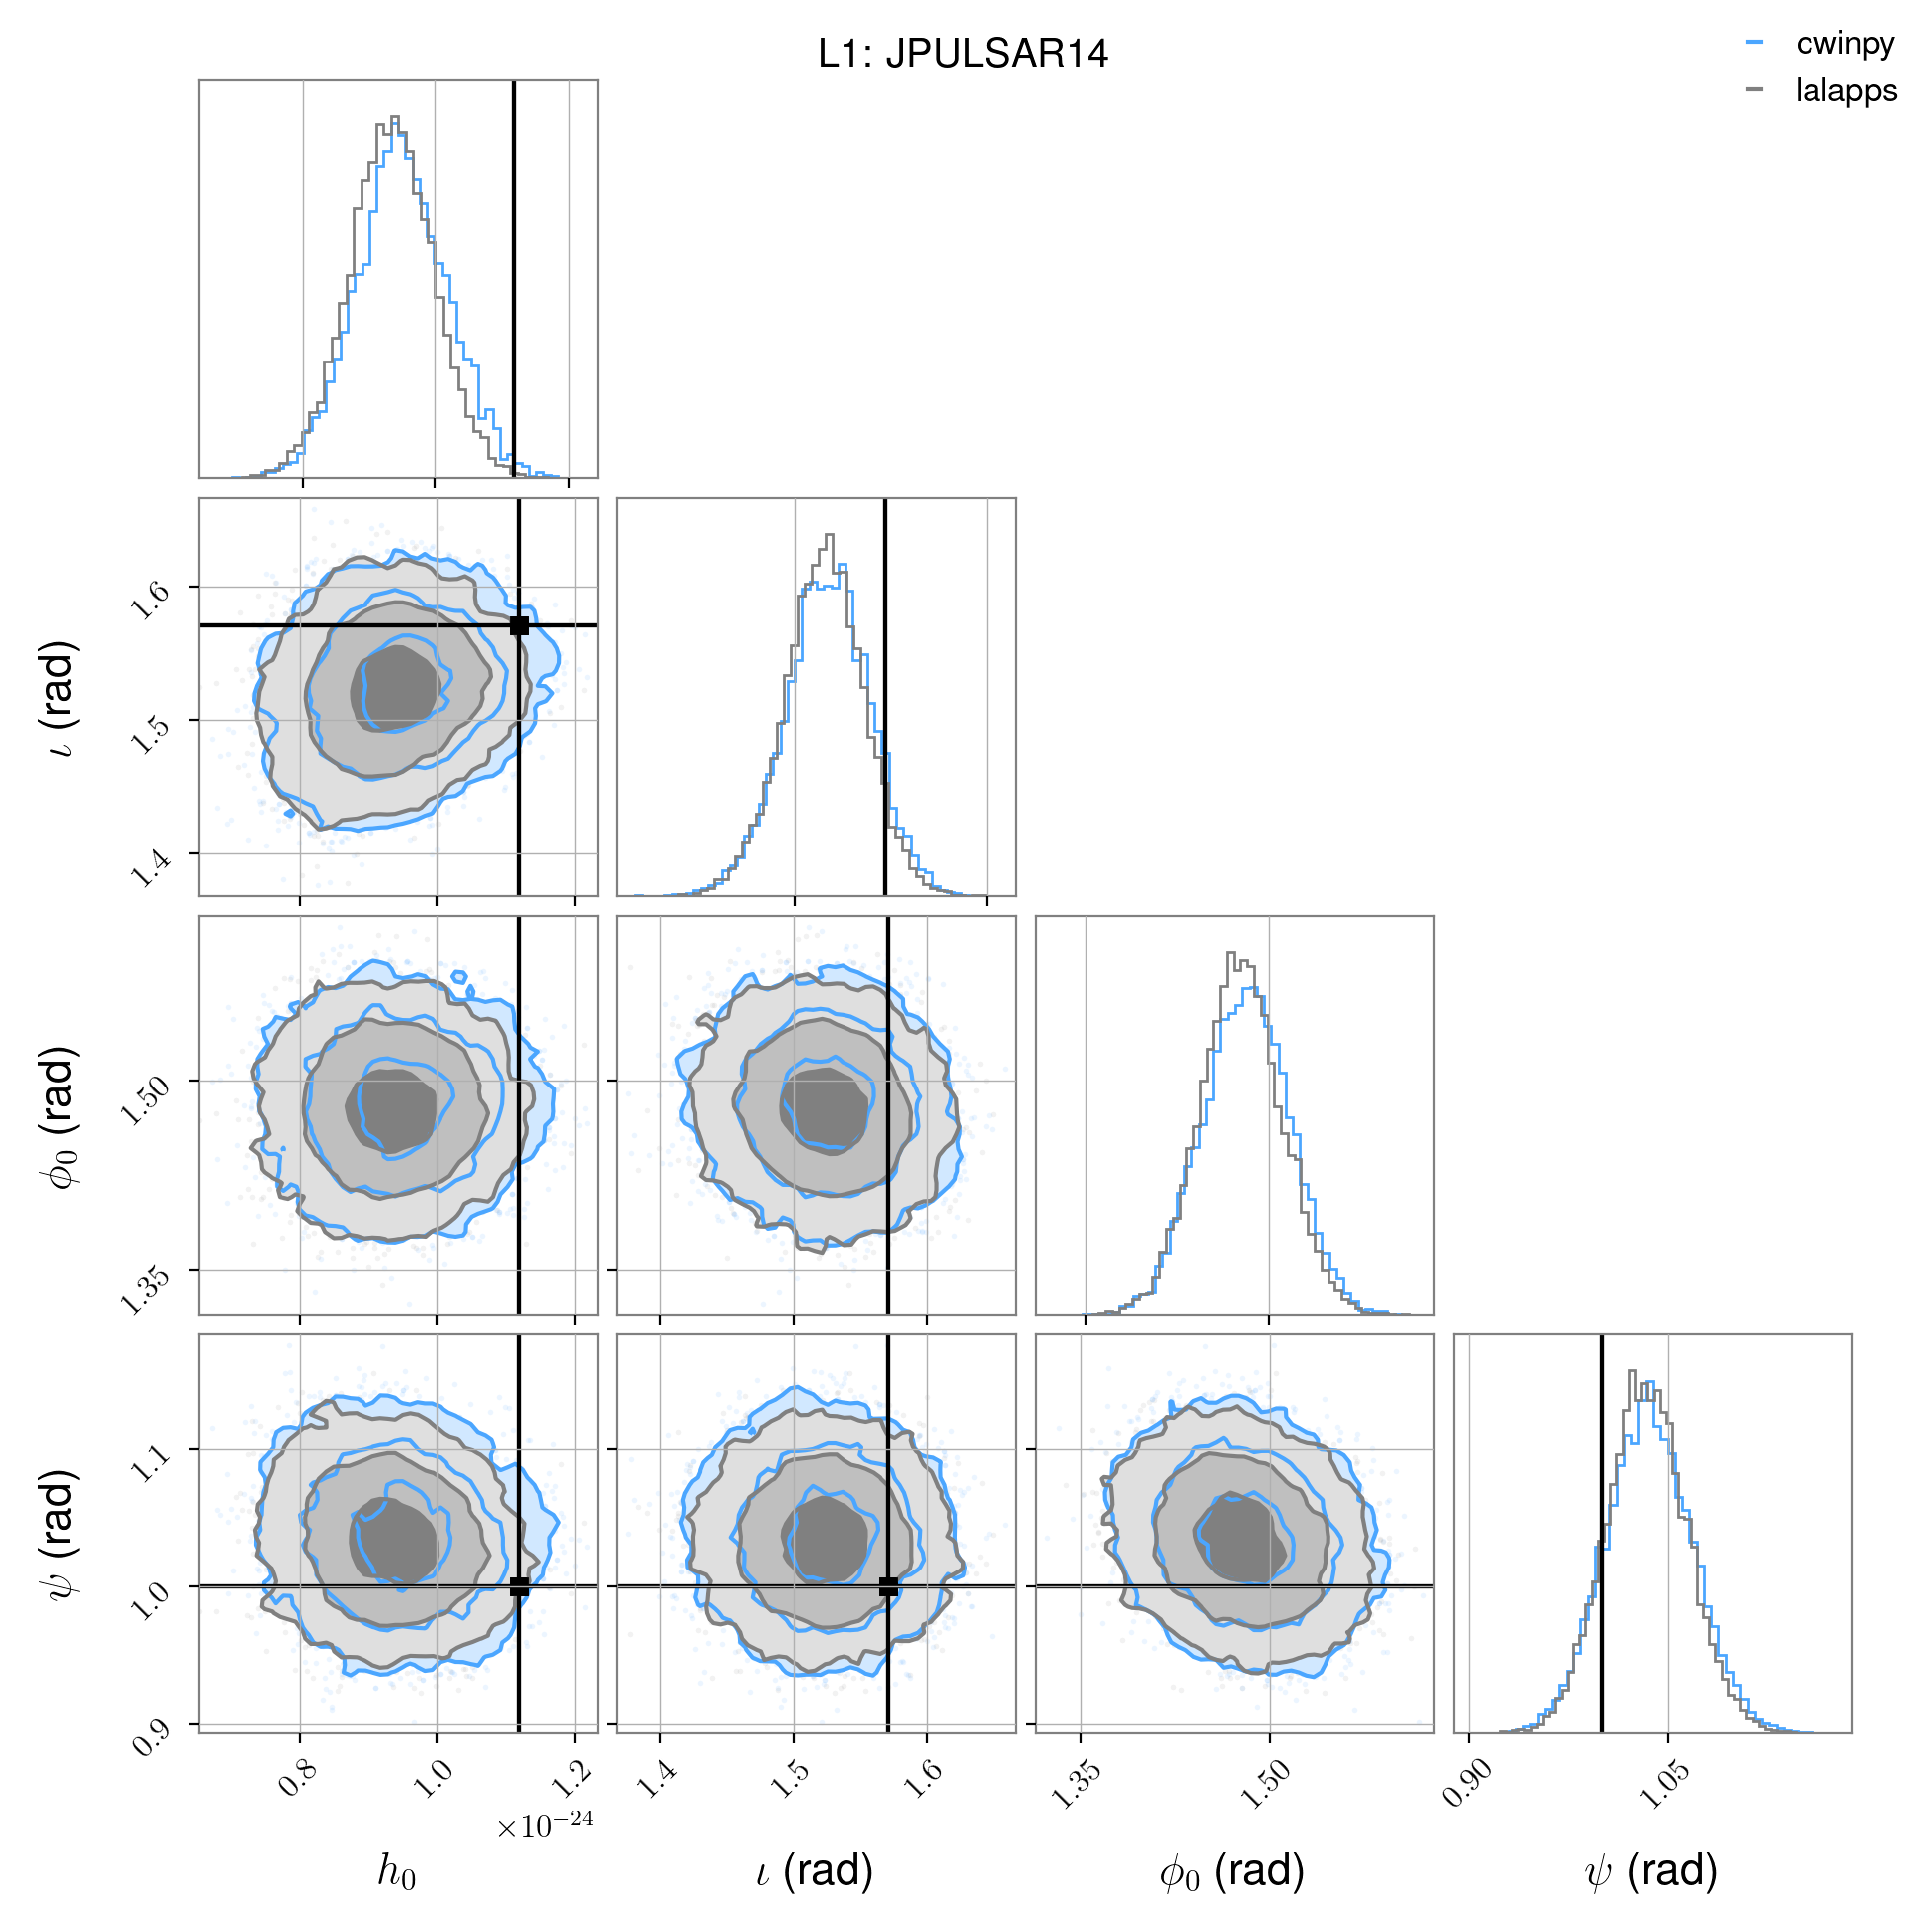 L1: JPULSAR14
cwinpy
lalapps
1.6
1.5
1.4
ι (rad)
1.50
1.35
ϕ₀ (rad)
1.1
1.0
0.9
ψ (rad)
0.8 1.0 1.2 1.4 1.5 1.6 1.35 1.50 0.90 1.05
×10⁻²⁴
h₀ ι (rad) ϕ₀ (rad) ψ (rad)